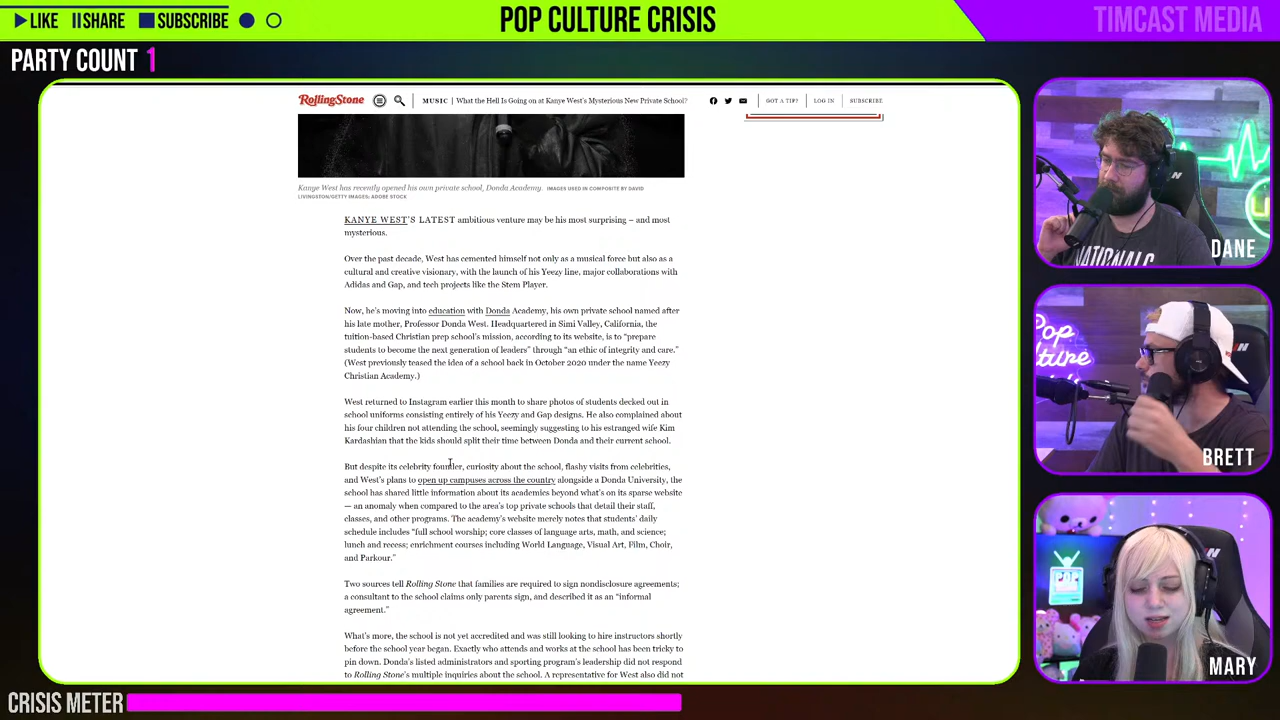 LIKE SHARE SUBSCRIBE
POP CULTURE CRISIS
TIMCAST MEDIA
PARTY COUNT 1
RollingStone MUSIC | What the Hell Is Going on at Kanye West's Mysterious New Private School? GOT A TIP? LOG IN SUBSCRIBE
Kanye West has recently opened his own private school, Donda Academy. IMAGES USED IN COMPOSITE BY DAVID
LIVINGSTON/GETTY IMAGES; ADOBE STOCK
KANYE WEST'S LATEST ambitious venture may be his most surprising – and most
mysterious.
Over the past decade, West has cemented himself not only as a musical force but also as a
cultural and creative visionary, with the launch of his Yeezy line, major collaborations with
Adidas and Gap, and tech projects like the Stem Player.
Now, he's moving into education with Donda Academy, his own private school named after
his late mother, Professor Donda West. Headquartered in Simi Valley, California, the
tuition-based Christian prep school's mission, according to its website, is to "prepare
students to become the next generation of leaders" through "an ethic of integrity and care."
(West previously teased the idea of a school back in October 2020 under the name Yeezy
Christian Academy.)
West returned to Instagram earlier this month to share photos of students decked out in
school uniforms consisting entirely of his Yeezy and Gap designs. He also complained about
his four children not attending the school, seemingly suggesting to his estranged wife Kim
Kardashian that the kids should split their time between Donda and their current school.
But despite its celebrity founder, curiosity about the school, flashy visits from celebrities,
and West's plans to open up campuses across the country alongside a Donda University, the
school has shared little information about its academics beyond what's on its sparse website
— an anomaly when compared to the area's top private schools that detail their staff,
classes, and other programs. The academy's website merely notes that students' daily
schedule includes "full school worship; core classes of language arts, math, and science;
lunch and recess; enrichment courses including World Language, Visual Art, Film, Choir,
and Parkour."
Two sources tell Rolling Stone that families are required to sign nondisclosure agreements;
a consultant to the school claims only parents sign, and described it as an "informal
agreement."
What's more, the school is not yet accredited and was still looking to hire instructors shortly
before the school year began. Exactly who attends and works at the school has been tricky to
pin down. Donda's listed administrators and sporting program's leadership did not respond
to Rolling Stone's multiple inquiries about the school. A representative for West also did not
NATIONALS
DANE
Pop
Culture
BRETT
MARY
CRISIS METER